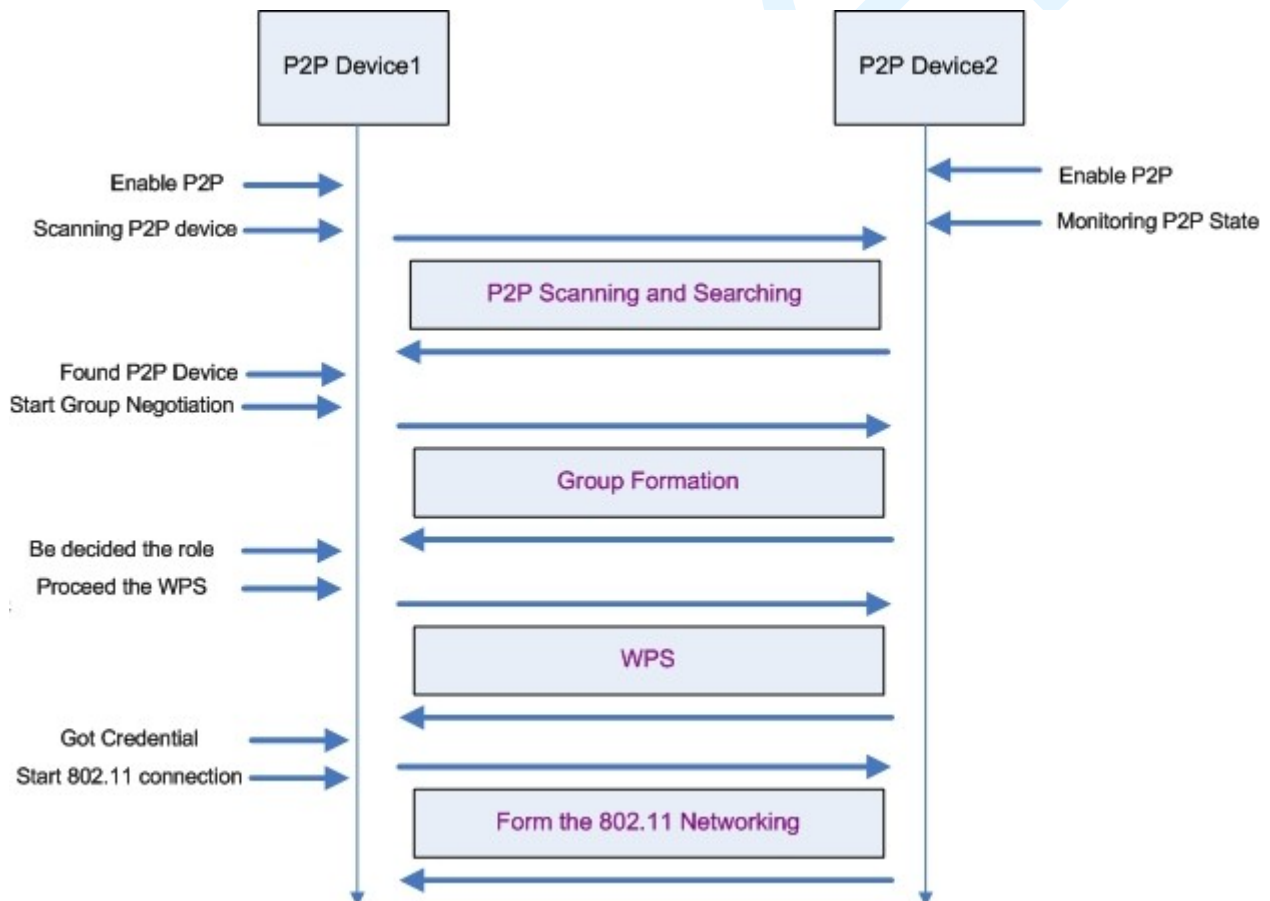 P2P Device1
P2P Device2
Enable P2P
Enable P2P
Scanning P2P device
Monitoring P2P State
P2P Scanning and Searching
Found P2P Device
Start Group Negotiation
Group Formation
Be decided the role
Proceed the WPS
WPS
Got Credential
Start 802.11 connection
Form the 802.11 Networking